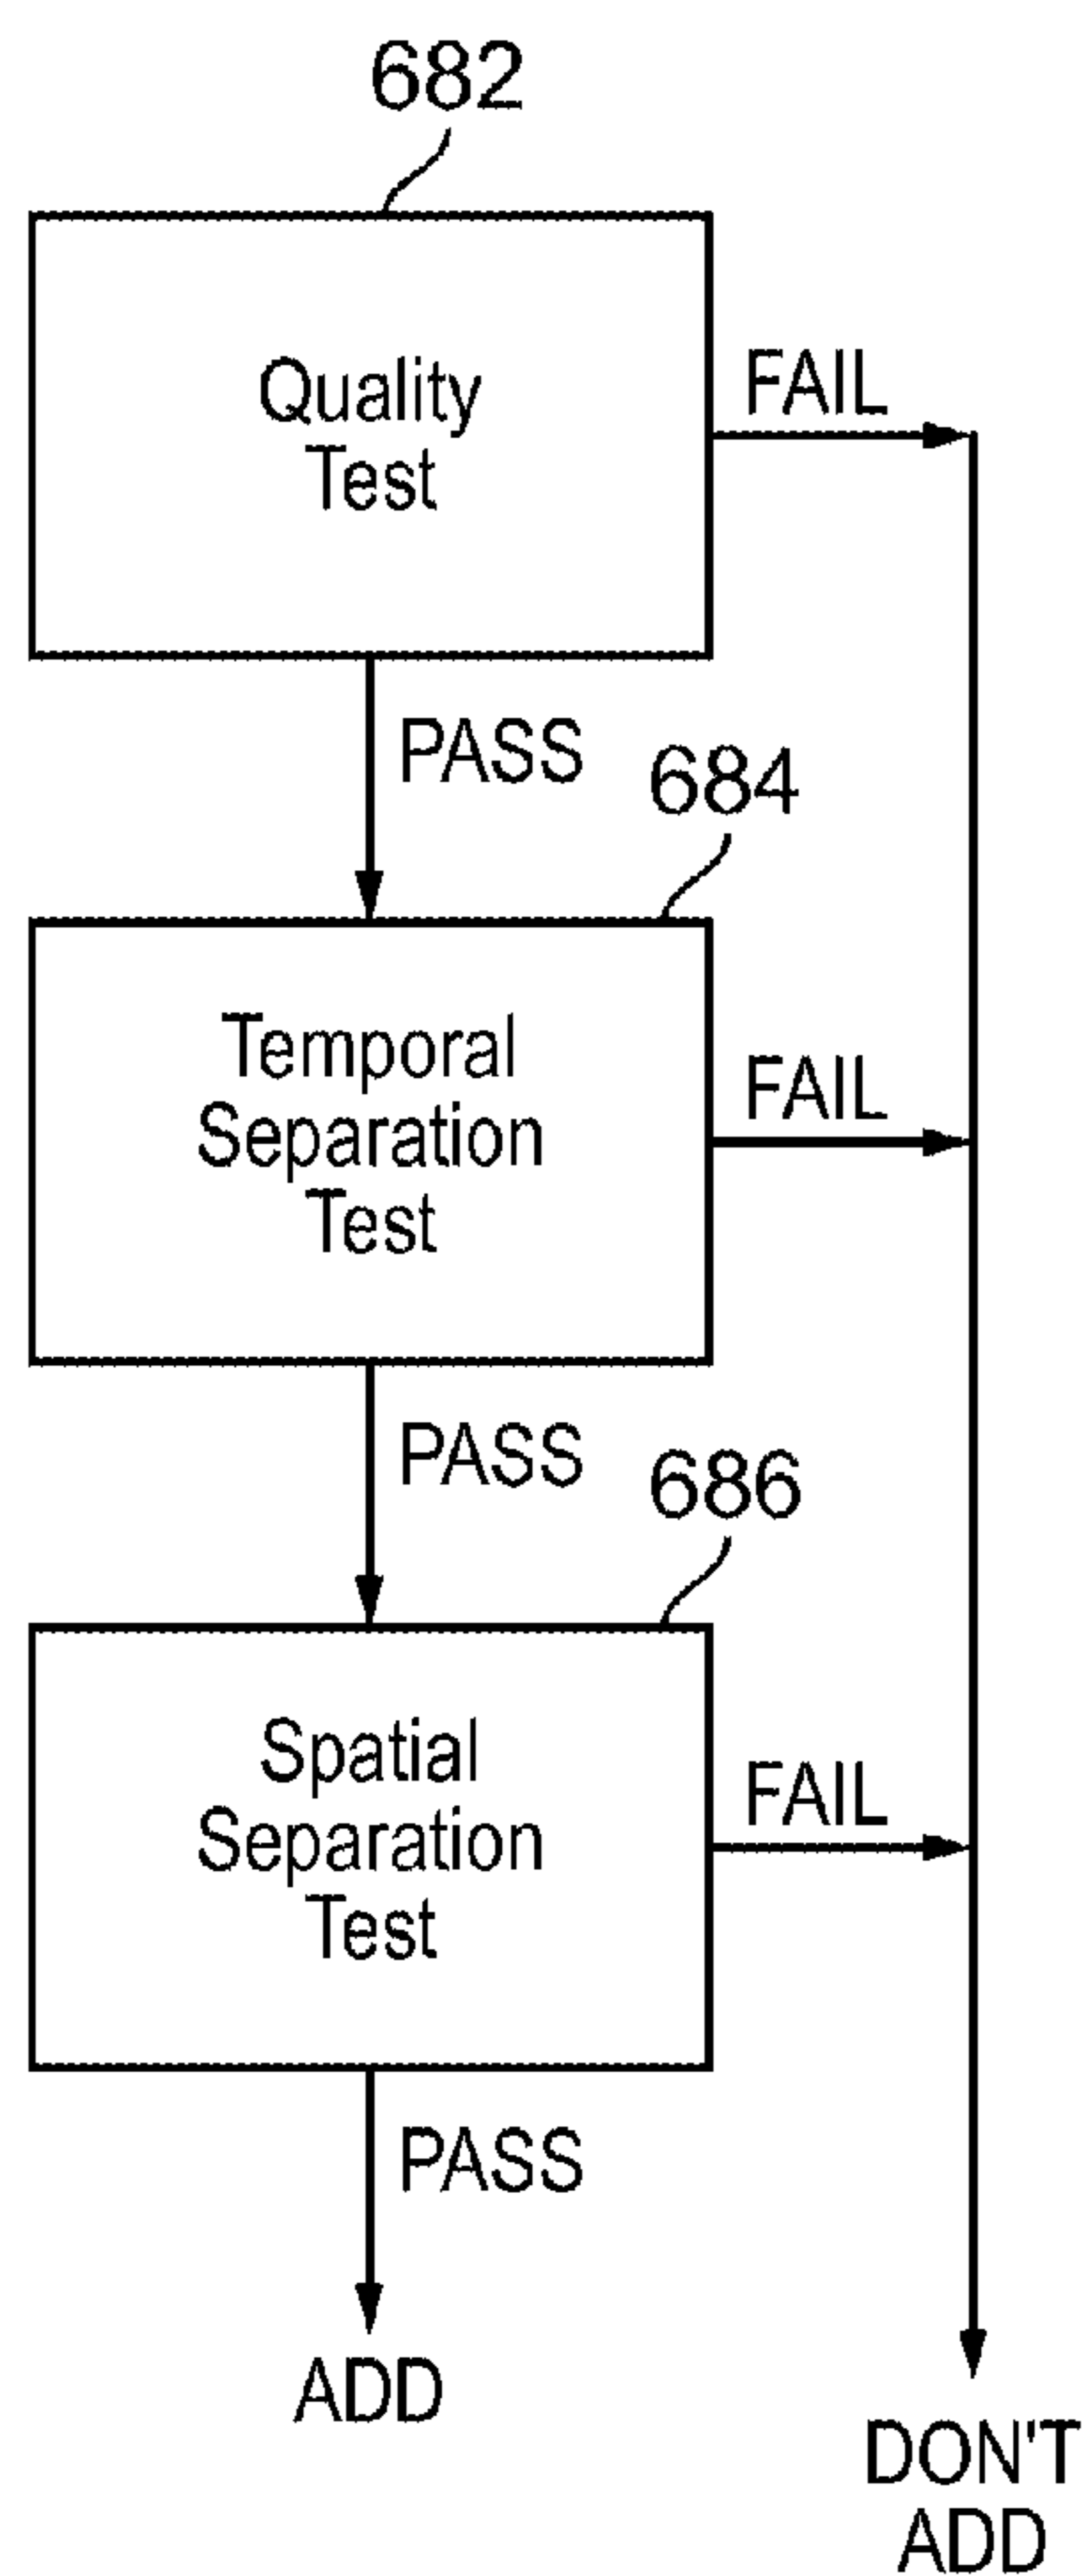 682
Quality
Test
FAIL
PASS
684
Temporal
Separation
Test
FAIL
PASS
686
Spatial
Separation
Test
FAIL
PASS
ADD
DON'T
ADD